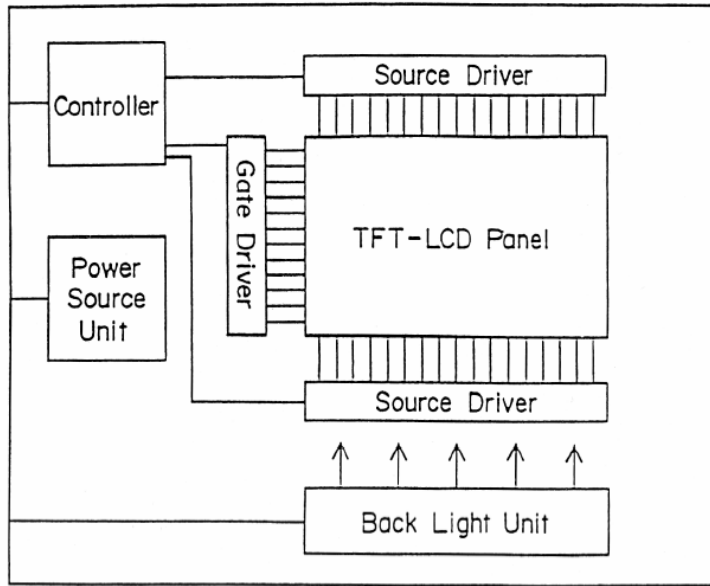 Source Driver
Controller
Gate Driver
TFT-LCD Panel
Power
Source
Unit
Source Driver
Back Light Unit